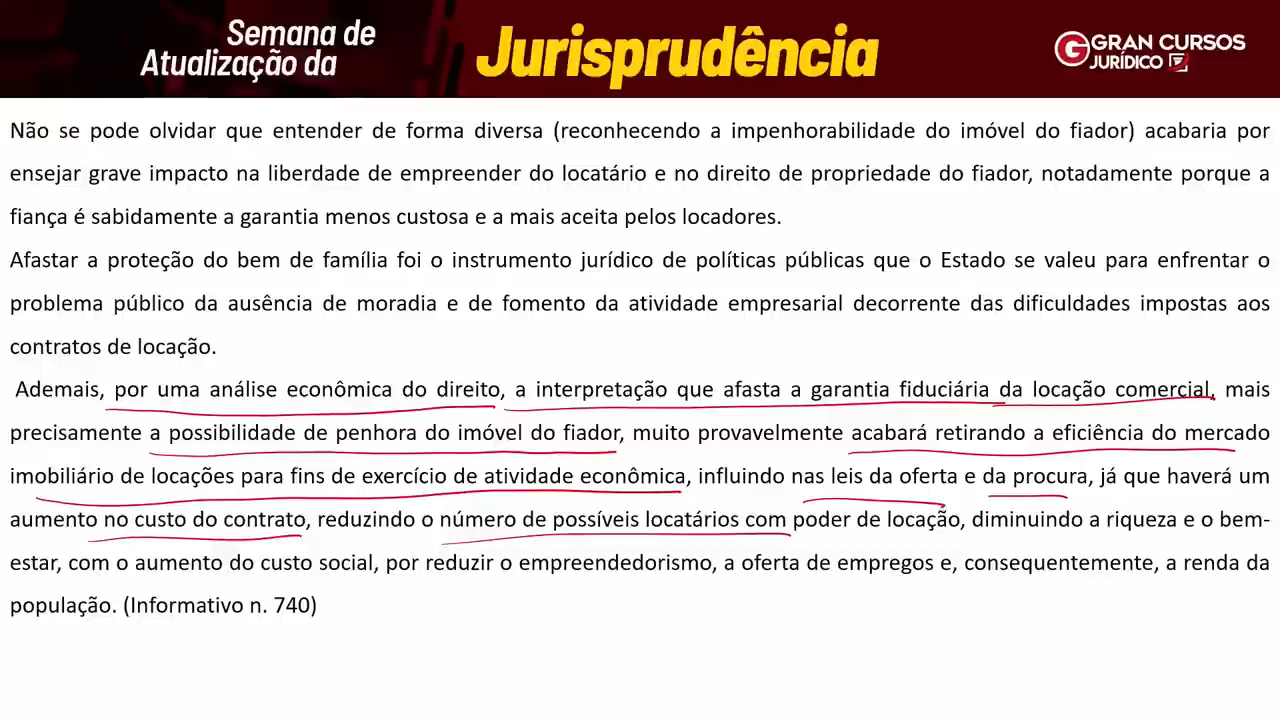 Semana de
Atualização da
Jurisprudência
GRAN CURSOS
JURÍDICO
Não se pode olvidar que entender de forma diversa (reconhecendo a impenhorabilidade do imóvel do fiador) acabaria por
ensejar grave impacto na liberdade de empreender do locatário e no direito de propriedade do fiador, notadamente porque a
fiança é sabidamente a garantia menos custosa e a mais aceita pelos locadores.
Afastar a proteção do bem de família foi o instrumento jurídico de políticas públicas que o Estado se valeu para enfrentar o
problema público da ausência de moradia e de fomento da atividade empresarial decorrente das dificuldades impostas aos
contratos de locação.
Ademais, por uma análise econômica do direito, a interpretação que afasta a garantia fiduciária da locação comercial, mais
precisamente a possibilidade de penhora do imóvel do fiador, muito provavelmente acabará retirando a eficiência do mercado
imobiliário de locações para fins de exercício de atividade econômica, influindo nas leis da oferta e da procura, já que haverá um
aumento no custo do contrato, reduzindo o número de possíveis locatários com poder de locação, diminuindo a riqueza e o bem-
estar, com o aumento do custo social, por reduzir o empreendedorismo, a oferta de empregos e, consequentemente, a renda da
população. (Informativo n. 740)